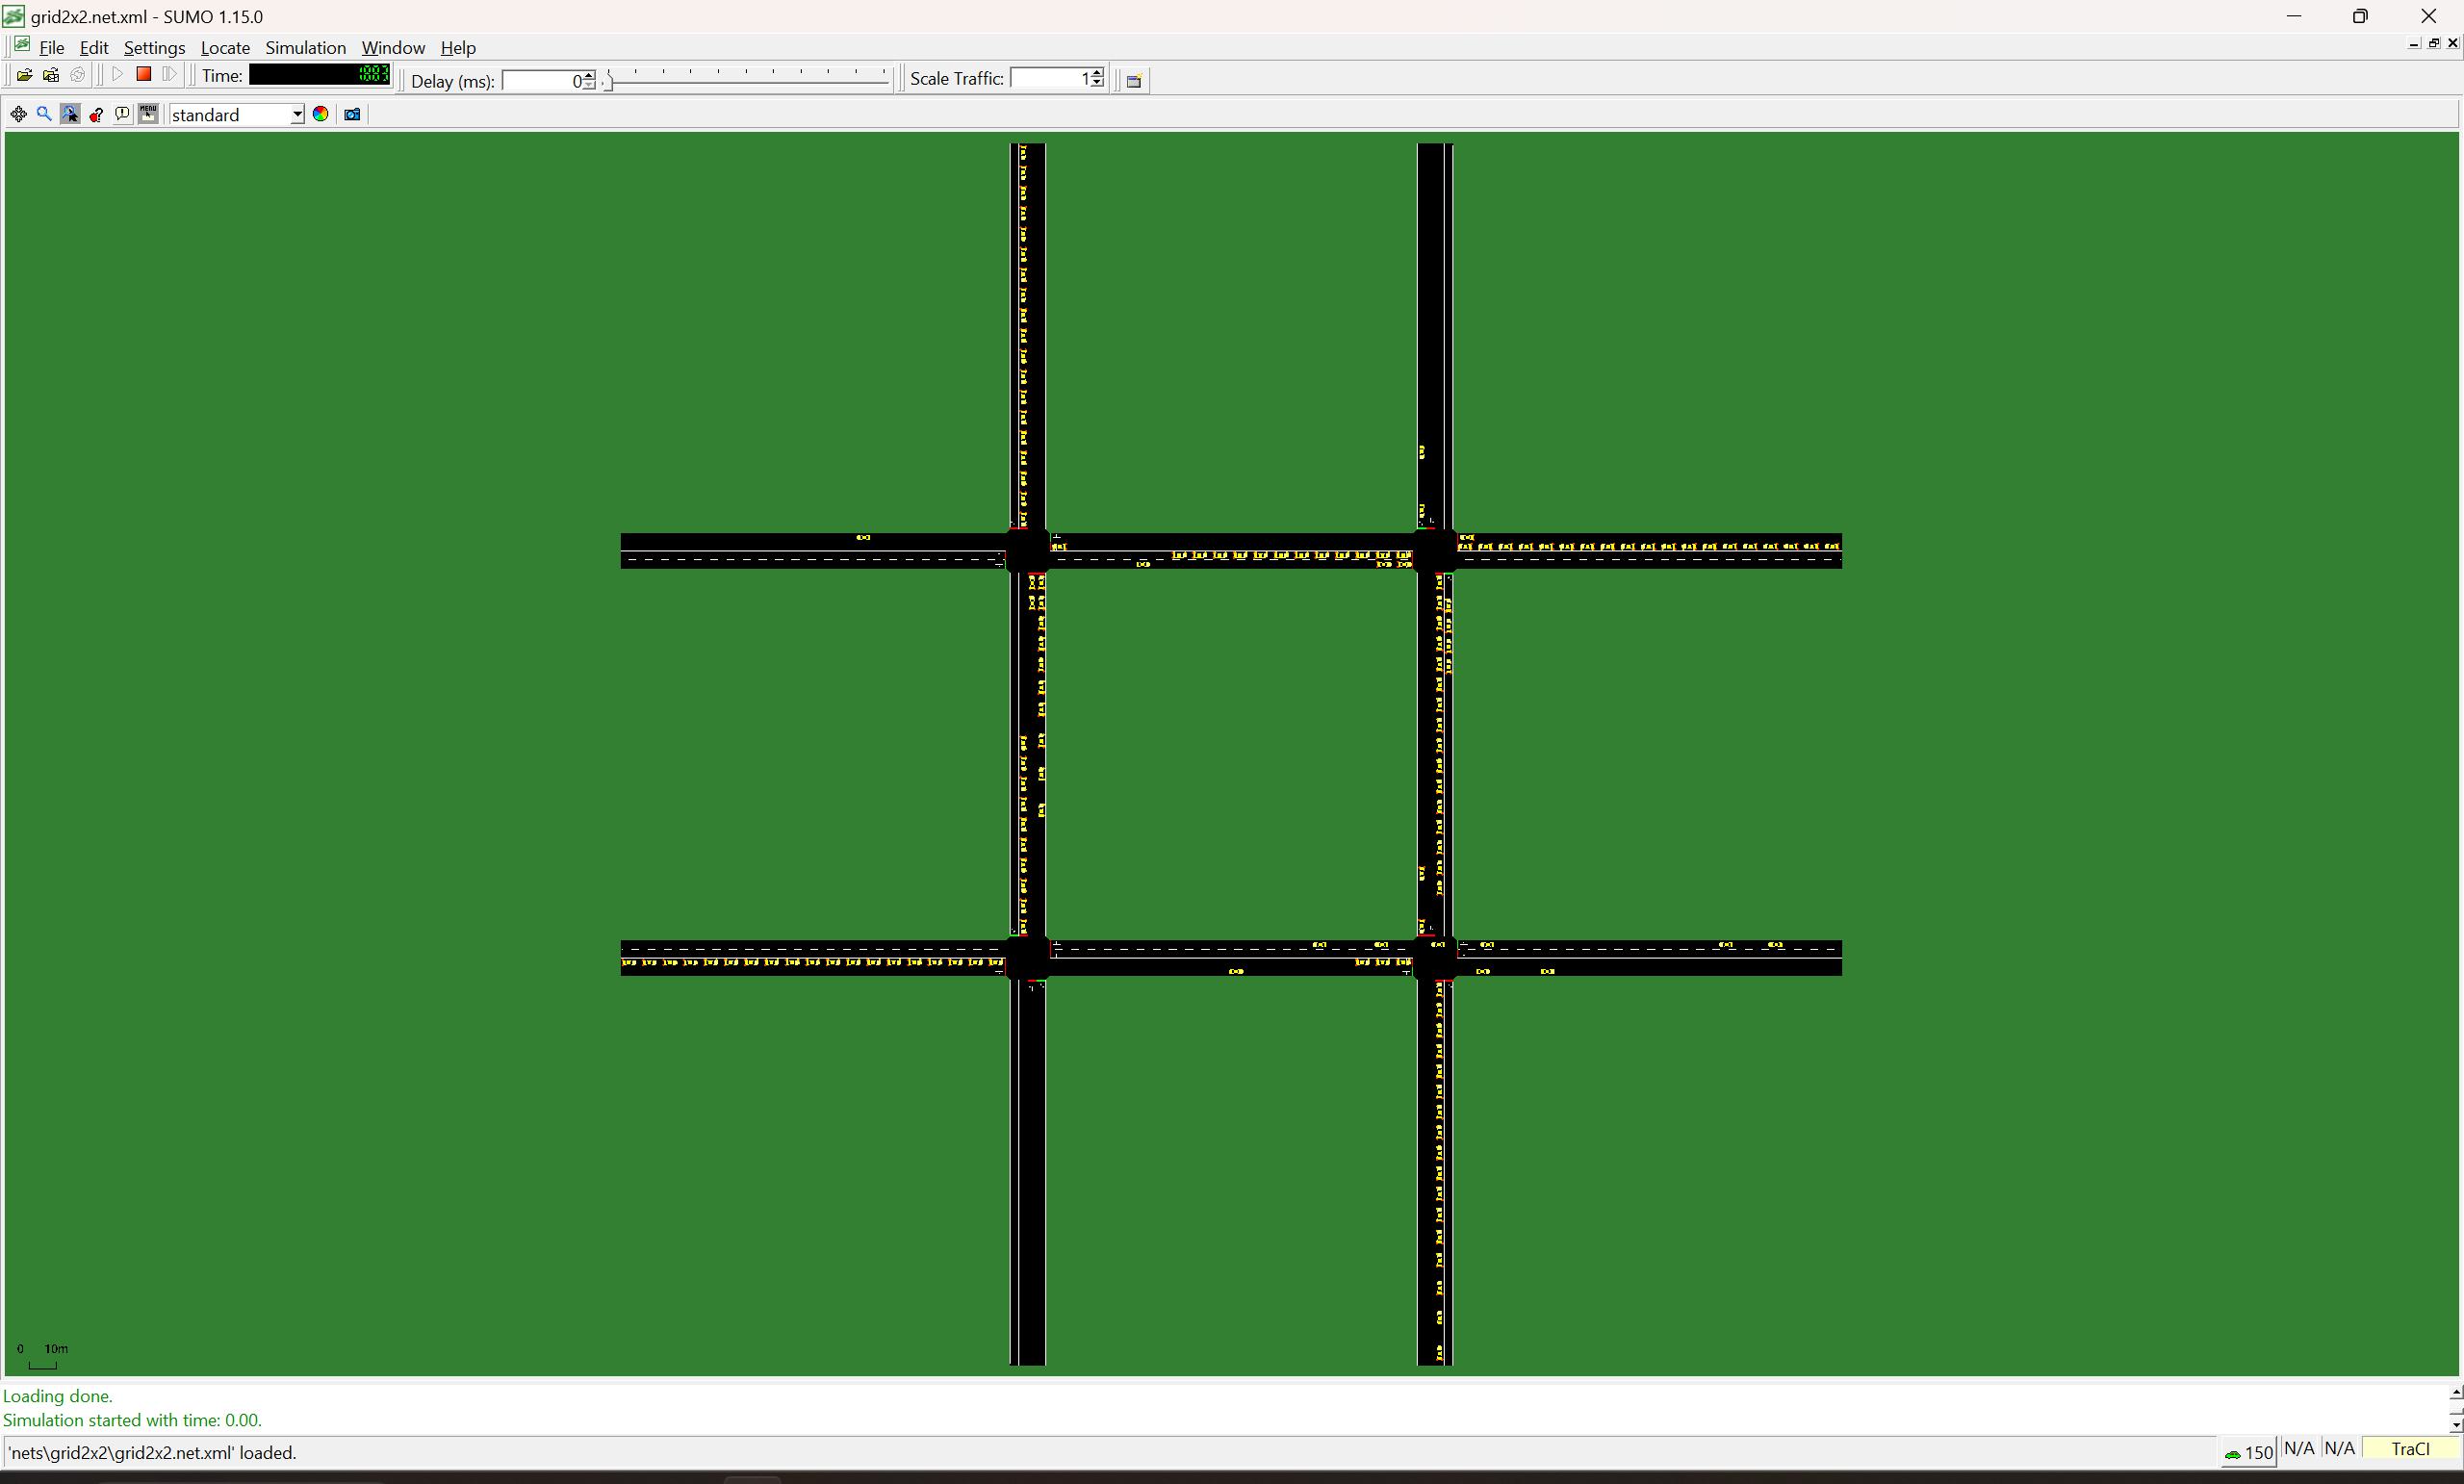 grid2x2.net.xml - SUMO 1.15.0
File Edit Settings Locate Simulation Window Help
Time: Delay (ms): 0 Scale Traffic: 1
MENU standard
0 10m
Loading done.
Simulation started with time: 0.00.
'nets\grid2x2\grid2x2.net.xml' loaded. 150 N/A N/A TraCI